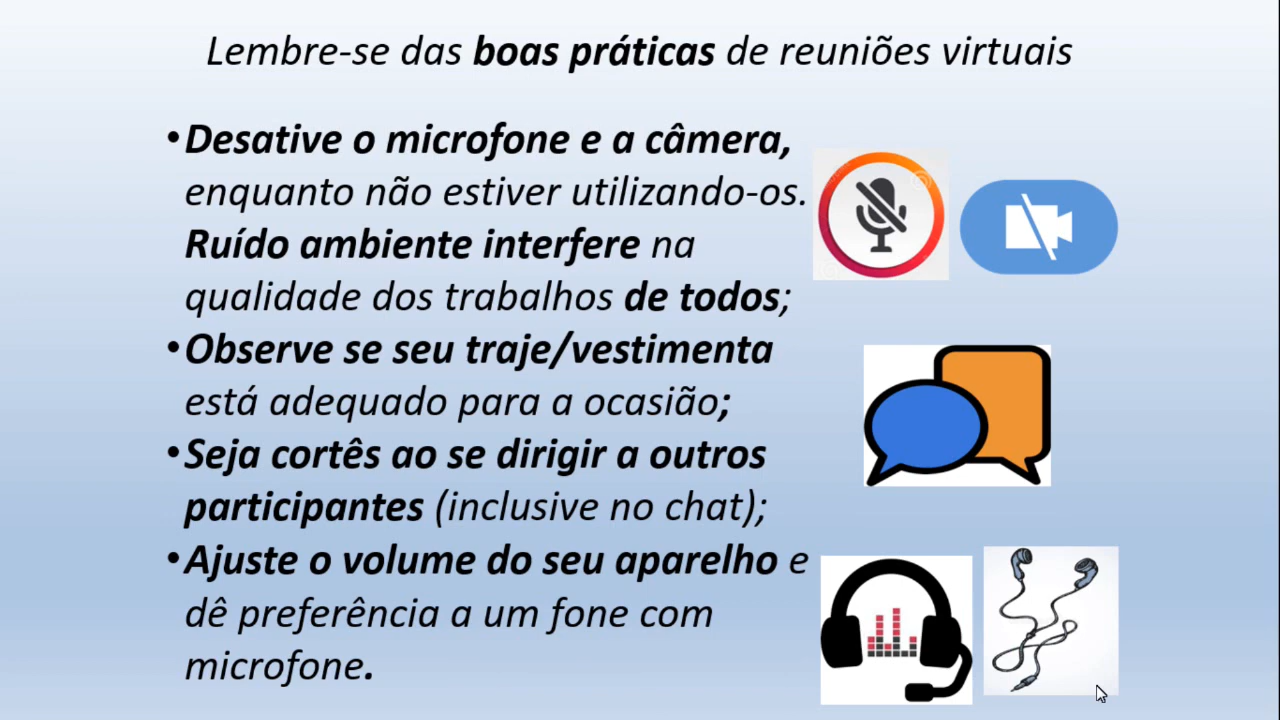 Lembre-se das boas práticas de reuniões virtuais
•Desative o microfone e a câmera,
enquanto não estiver utilizando-os.
Ruído ambiente interfere na
qualidade dos trabalhos de todos;
•Observe se seu traje/vestimenta
está adequado para a ocasião;
•Seja cortês ao se dirigir a outros
participantes (inclusive no chat);
•Ajuste o volume do seu aparelho e
dê preferência a um fone com
microfone.